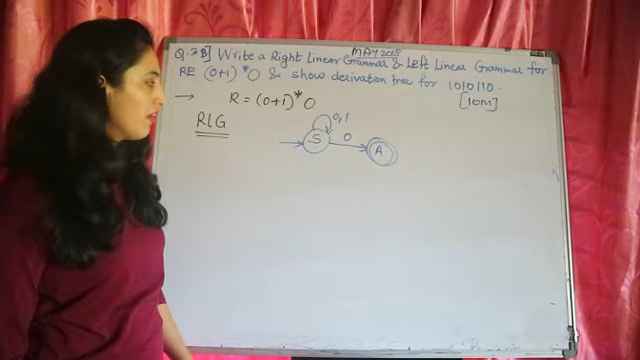 MAY 2018
Q.2B] Write a Right Linear Grammar & Left Linear Grammar for
RE (0+1)*0 & show derivation tree for 1010110.
[10M]
→ R = (0+1)*0
RLG
0,1
S 0 A